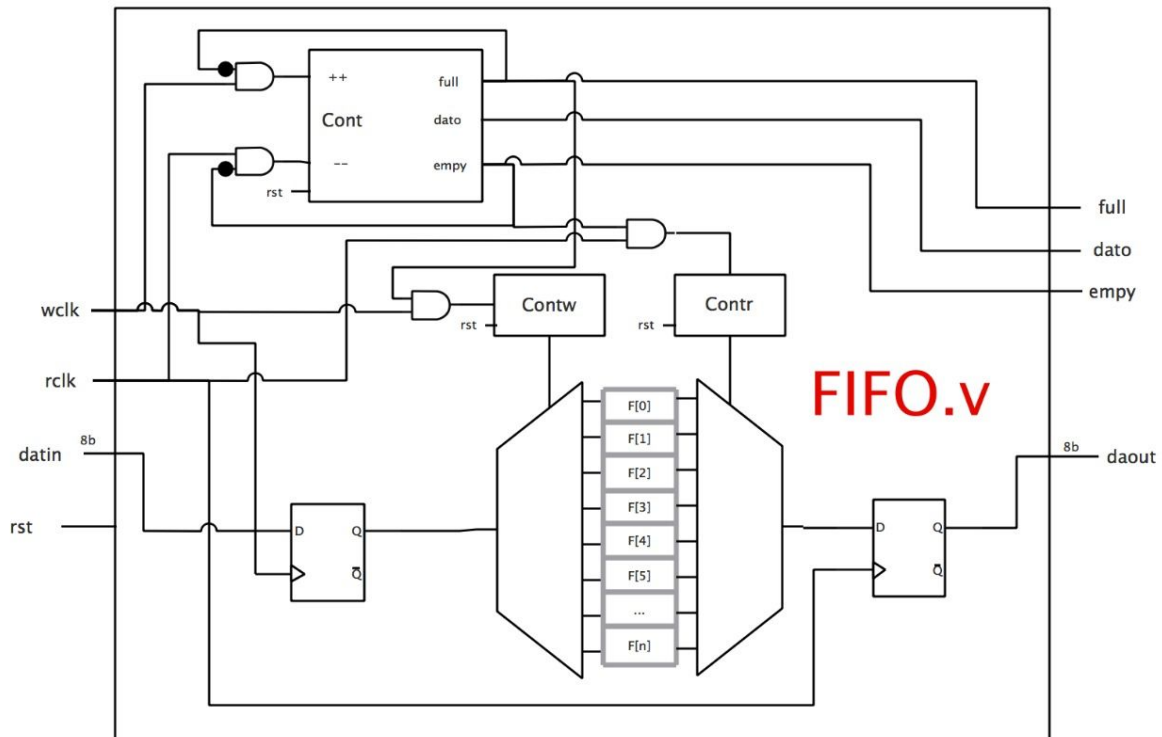 ++
full
Cont
dato
--
empy
rst
full
dato
empy
wclk
rclk
datin
8b
rst
rst
Contw
rst
Contr
FIFO.v
F[0]
F[1]
F[2]
F[3]
F[4]
F[5]
...
F[n]
D
Q
Q̅
D
Q
Q̅
8b
daout